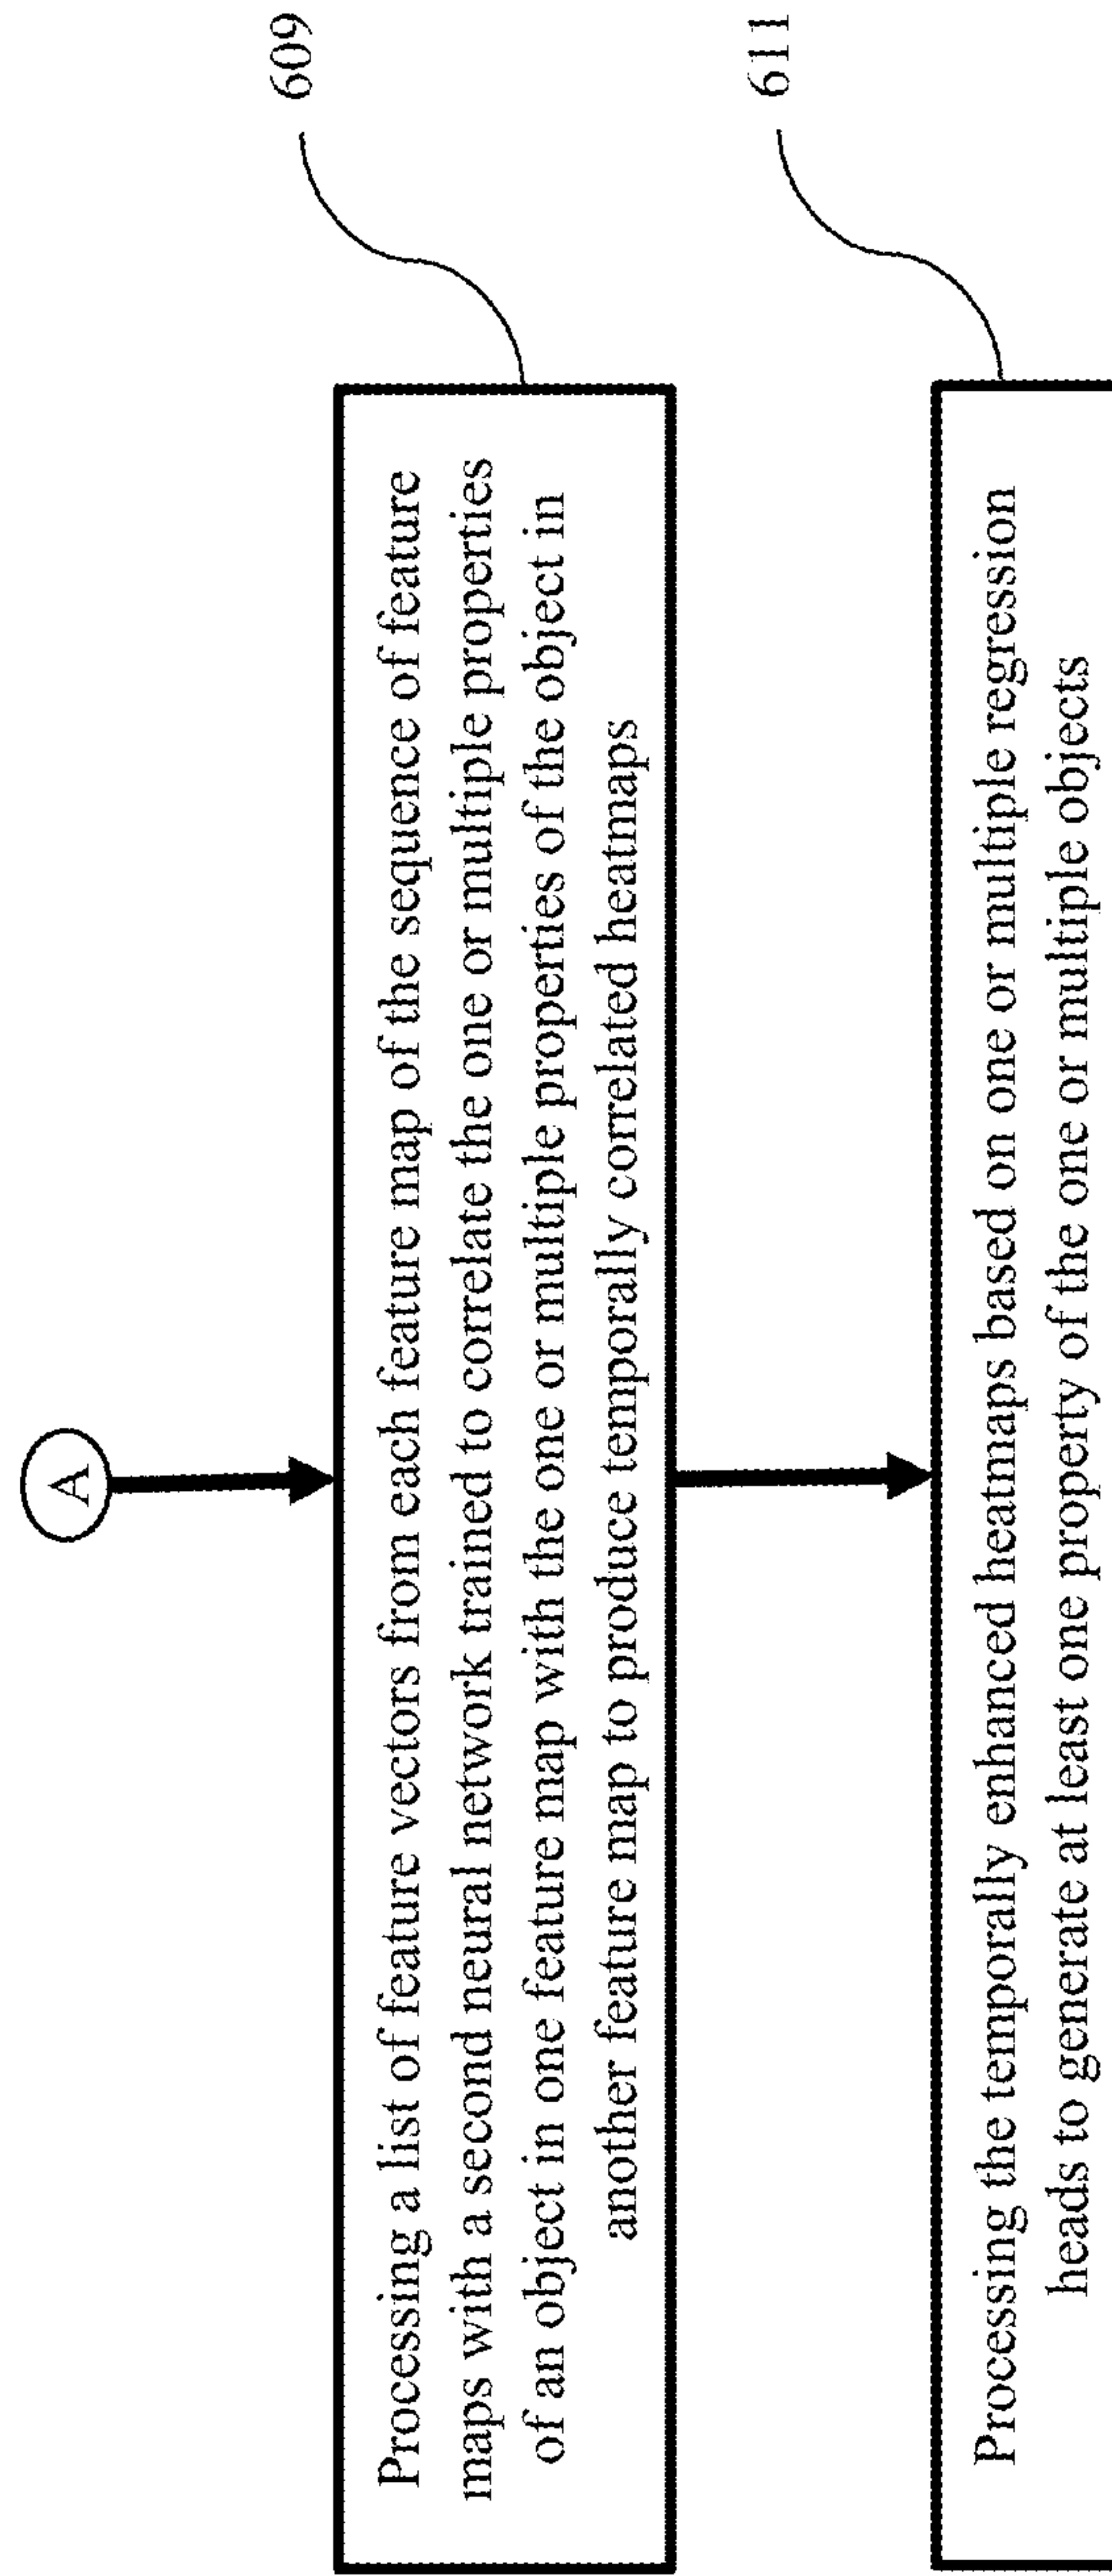 A
609
Processing a list of feature vectors from each feature map of the sequence of feature
maps with a second neural network trained to correlate the one or multiple properties
of an object in one feature map with the one or multiple properties of the object in
another feature map to produce temporally correlated heatmaps
611
Processing the temporally enhanced heatmaps based on one or multiple regression
heads to generate at least one property of the one or multiple objects